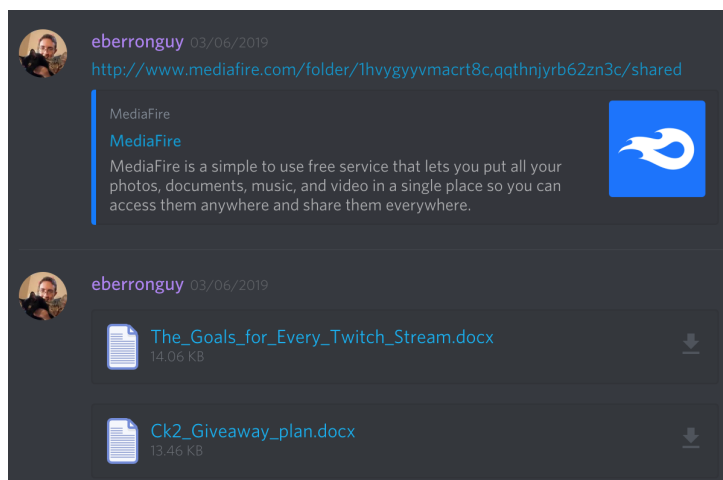 eberronguy 03/06/2019
http://www.mediafire.com/folder/1hvygyyvmacrt8c,qqthnjyrb62zn3c/shared
MediaFire
MediaFire
MediaFire is a simple to use free service that lets you put all your
photos, documents, music, and video in a single place so you can
access them anywhere and share them everywhere.
eberronguy 03/06/2019
The_Goals_for_Every_Twitch_Stream.docx
14.06 KB
Ck2_Giveaway_plan.docx
13.46 KB